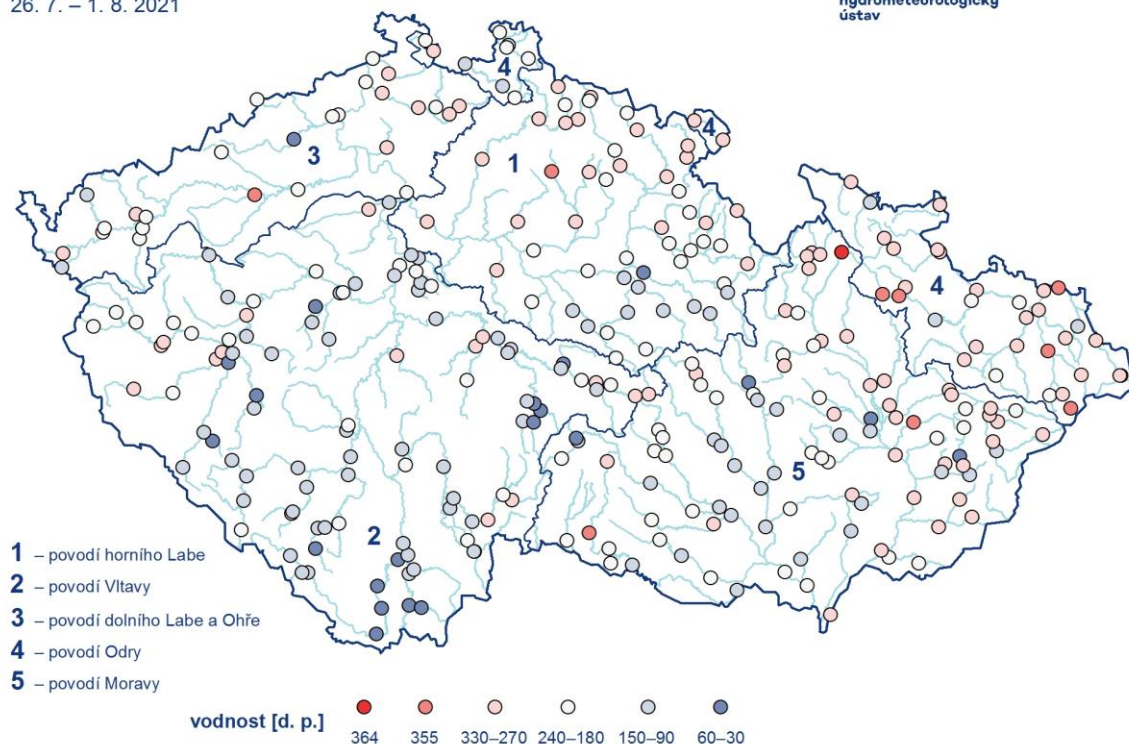 26. 7. – 1. 8. 2021
hydrometeorologický
ústav
4
4
3
1
4
5
2
1 – povodí horního Labe
2 – povodí Vltavy
3 – povodí dolního Labe a Ohře
4 – povodí Odry
5 – povodí Moravy
vodnost [d. p.]
364 355 330–270 240–180 150–90 60–30